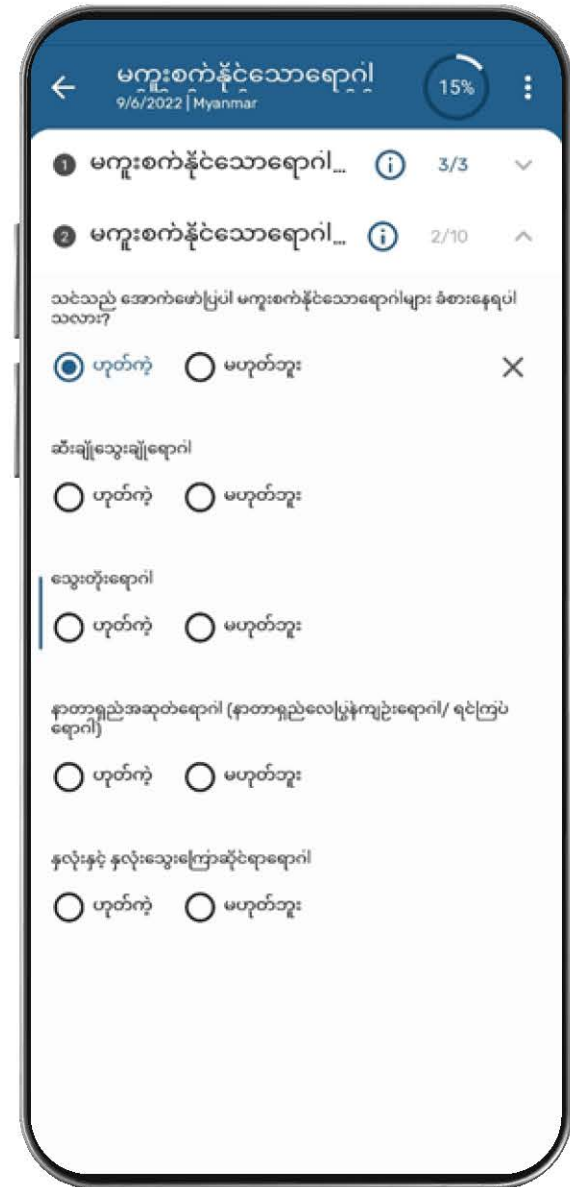 မကူးစက်နိုင်သောရောဂါ
15%
9/6/2022 | Myanmar
1 မကူးစက်နိုင်သောရောဂါ... 3/3
2 မကူးစက်နိုင်သောရောဂါ... 2/10
သင်သည် အောက်ဖော်ပြပါ မကူးစက်နိုင်သောရောဂါများ ခံစားနေရပါ
သလား?
ဟုတ်ကဲ့ မဟုတ်ဘူး
ဆီးချိုသွေးချိုရောဂါ
ဟုတ်ကဲ့ မဟုတ်ဘူး
သွေးတိုးရောဂါ
ဟုတ်ကဲ့ မဟုတ်ဘူး
နာတာရှည်အဆုတ်ရောဂါ (နာတာရှည်လေပြွန်ကျဉ်းရောဂါ/ ရင်ကြပ်
ရောဂါ)
ဟုတ်ကဲ့ မဟုတ်ဘူး
နှလုံးနှင့် နှလုံးသွေးကြောဆိုင်ရာရောဂါ
ဟုတ်ကဲ့ မဟုတ်ဘူး